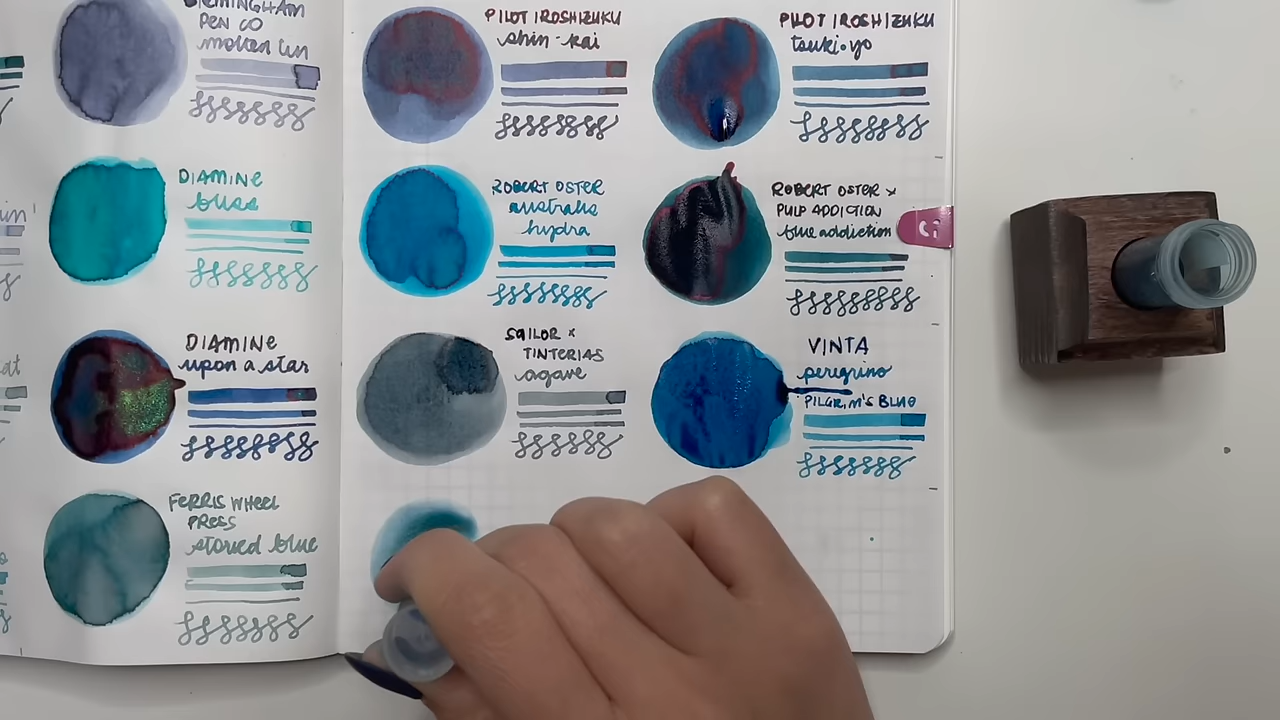 BIRMINGHAM
PEN CO
molten tin
DIAMINE
bliss
DIAMINE
upon a star
FERRIS WHEEL
PRESS
storied blue
PILOT IROSHIZUKU
shin-kai
ROBERT OSTER
australis
hydra
SAILOR x
TINTERIAS
agave
PILOT IROSHIZUKU
tsuki-yo
ROBERT OSTER x
PULP ADDICTION
blue addiction
VINTA
peregrino
PILGRIM'S BLUE